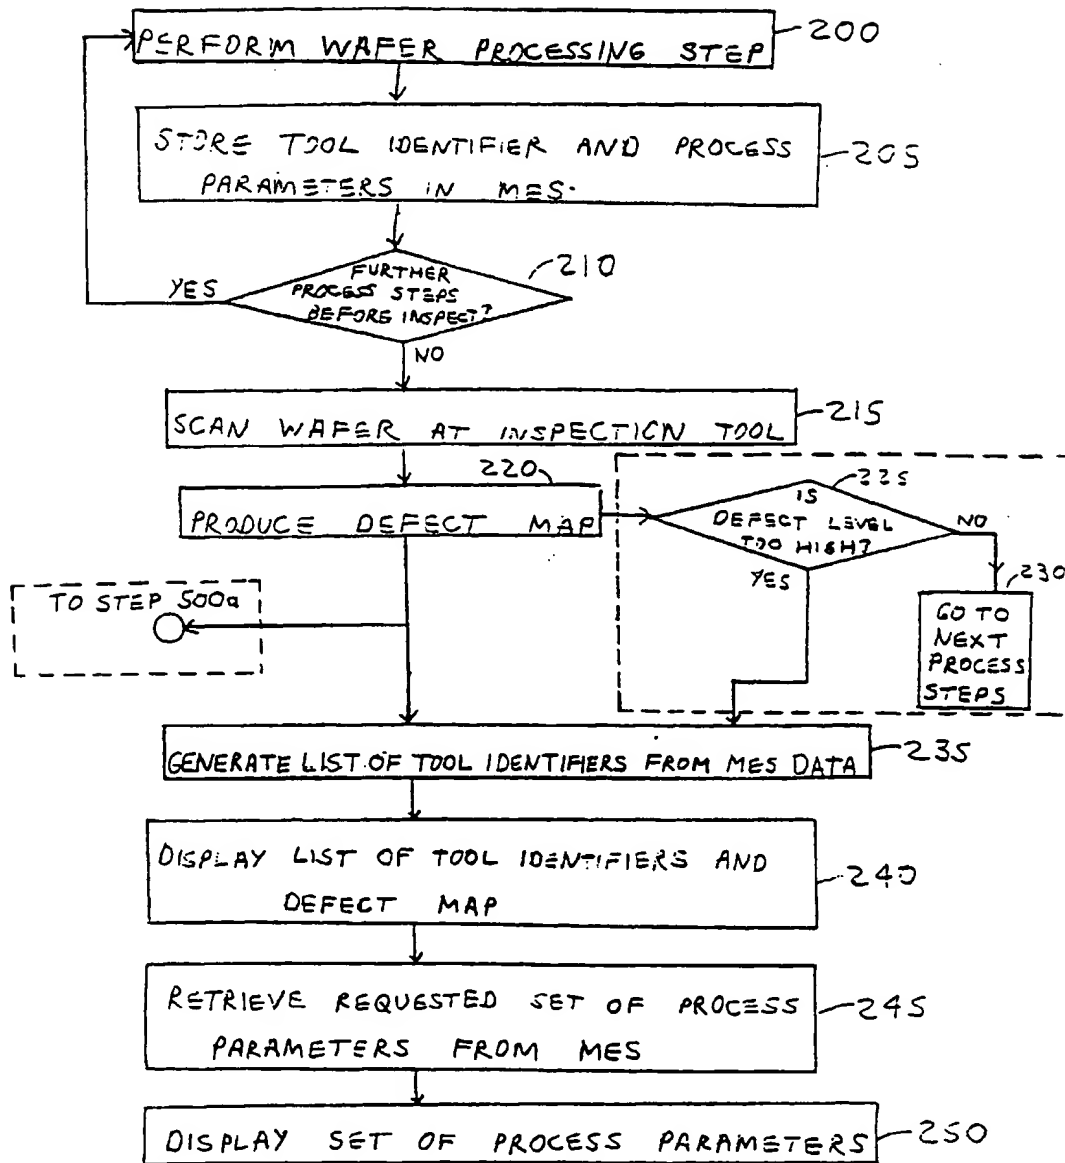 PERFORM WAFER PROCESSING STEP
200
STORE TOOL IDENTIFIER AND PROCESS
PARAMETERS IN MES.
205
FURTHER
PROCESS STEPS
BEFORE INSPECT?
210
YES
NO
SCAN WAFER AT INSPECTION TOOL
215
220
PRODUCE DEFECT MAP
225
IS
DEFECT LEVEL
TOO HIGH?
NO
YES
230
GO TO
NEXT
PROCESS
STEPS
TO STEP 500a
GENERATE LIST OF TOOL IDENTIFIERS FROM MES DATA
235
DISPLAY LIST OF TOOL IDENTIFIERS AND
DEFECT MAP
240
RETRIEVE REQUESTED SET OF PROCESS
PARAMETERS FROM MES
245
DISPLAY SET OF PROCESS PARAMETERS
250